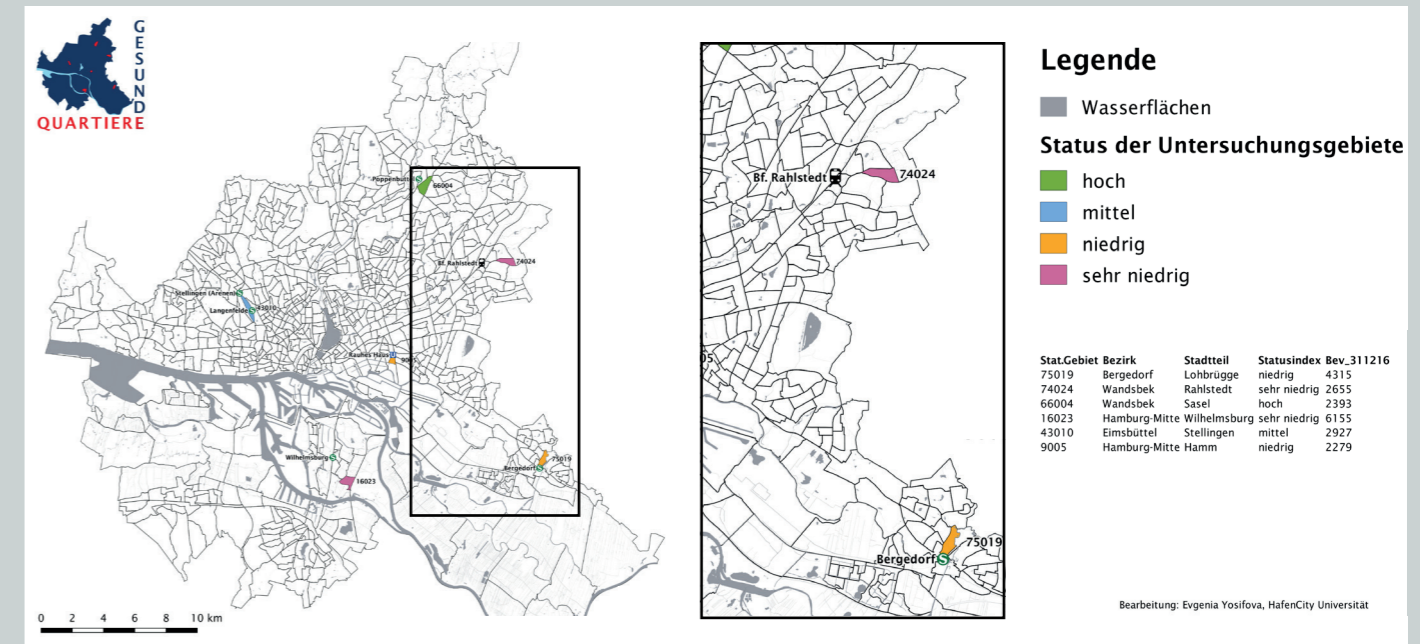 GESUND
QUARTIERE
Poppenbüttel
66004
Bf. Rahlstedt
74024
Stellingen (Arenen)
Langenfelde
43010
Rauhes Haus
9005
Wilhelmsburg
16023
Bergedorf
75019
0 2 4 6 8 10 km
Bf. Rahlstedt
74024
05
Bergedorf
75019
Legende
Wasserflächen
Status der Untersuchungsgebiete
hoch
mittel
niedrig
sehr niedrig
Stat.Gebiet Bezirk Stadtteil Statusindex Bev_311216
75019 Bergedorf Lohbrügge niedrig 4315
74024 Wandsbek Rahlstedt sehr niedrig 2655
66004 Wandsbek Sasel hoch 2393
16023 Hamburg-Mitte Wilhelmsburg sehr niedrig 6155
43010 Eimsbüttel Stellingen mittel 2927
9005 Hamburg-Mitte Hamm niedrig 2279
Bearbeitung: Evgenia Yosifova, HafenCity Universität